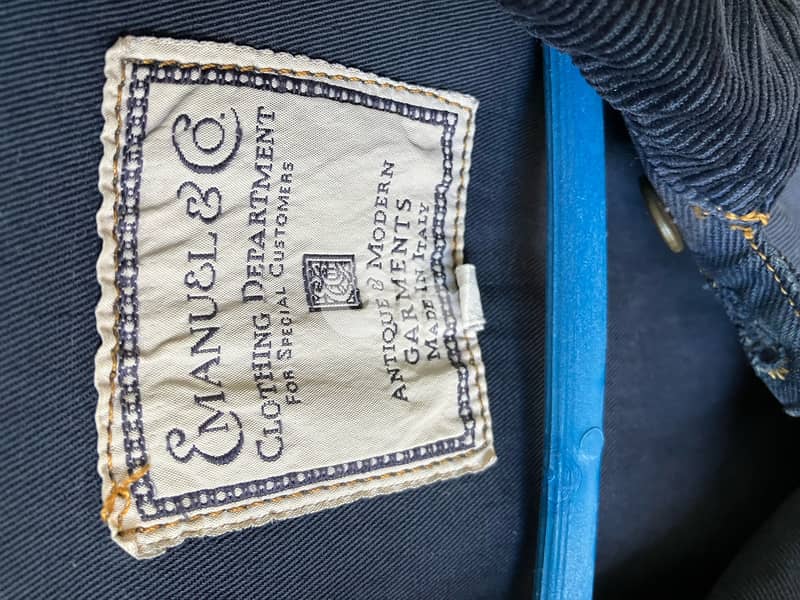 EMANUEL & CO.
CLOTHING DEPARTMENT
FOR SPECIAL CUSTOMERS
ANTIQUE & MODERN
GARMENTS
MADE IN ITALY